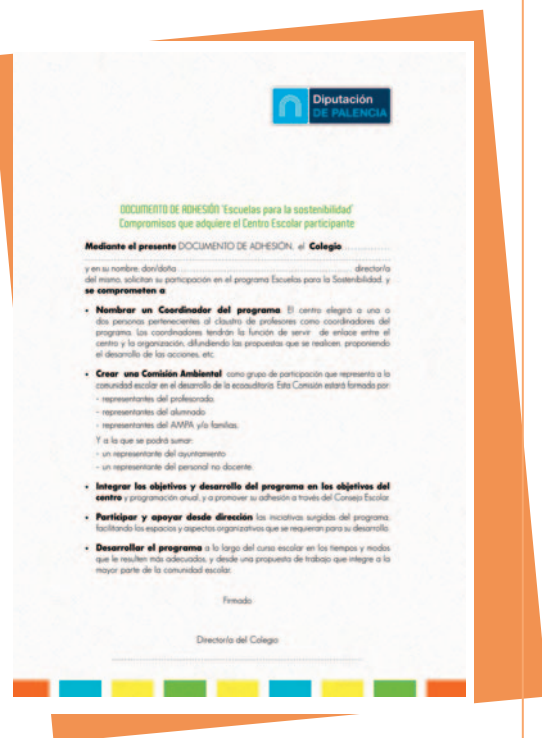 Diputación
DE PALENCIA
DOCUMENTO DE ADHESIÓN 'Escuelas para la sostenibilidad'
Compromisos que adquiere el Centro Escolar participante
Mediante el presente DOCUMENTO DE ADHESIÓN, el Colegio
y en su nombre, don/doña director/a
del mismo, solicitan su participación en el programa Escuelas para la Sostenibilidad, y
se comprometen a:
• Nombrar un Coordinador del programa. El centro elegirá a una o
dos personas pertenecientes al claustro de profesores como coordinadores del
programa. Los coordinadores tendrán la función de servir de enlace entre el
centro y la organización, difundiendo las propuestas que se realicen, proponiendo
el desarrollo de las acciones, etc.
• Crear una Comisión Ambiental como grupo de participación que represente a la
comunidad escolar en el desarrollo de la ecoauditoría. Esta Comisión estará formada por:
- representantes del profesorado.
- representantes del alumnado.
- representantes del AMPA y/o familias.
Y a la que se podrá sumar:
- un representante del ayuntamiento
- un representante del personal no docente.
• Integrar los objetivos y desarrollo del programa en los objetivos del
centro y programación anual, y a promover su adhesión a través del Consejo Escolar.
• Participar y apoyar desde dirección las iniciativas surgidas del programa,
facilitando los espacios y aspectos organizativos que se requieran para su desarrollo.
• Desarrollar el programa a lo largo del curso escolar en los tiempos y modos
que le resulten más adecuados, y desde una propuesta de trabajo que integre a la
mayor parte de la comunidad escolar.
Firmado
Director/a del Colegio